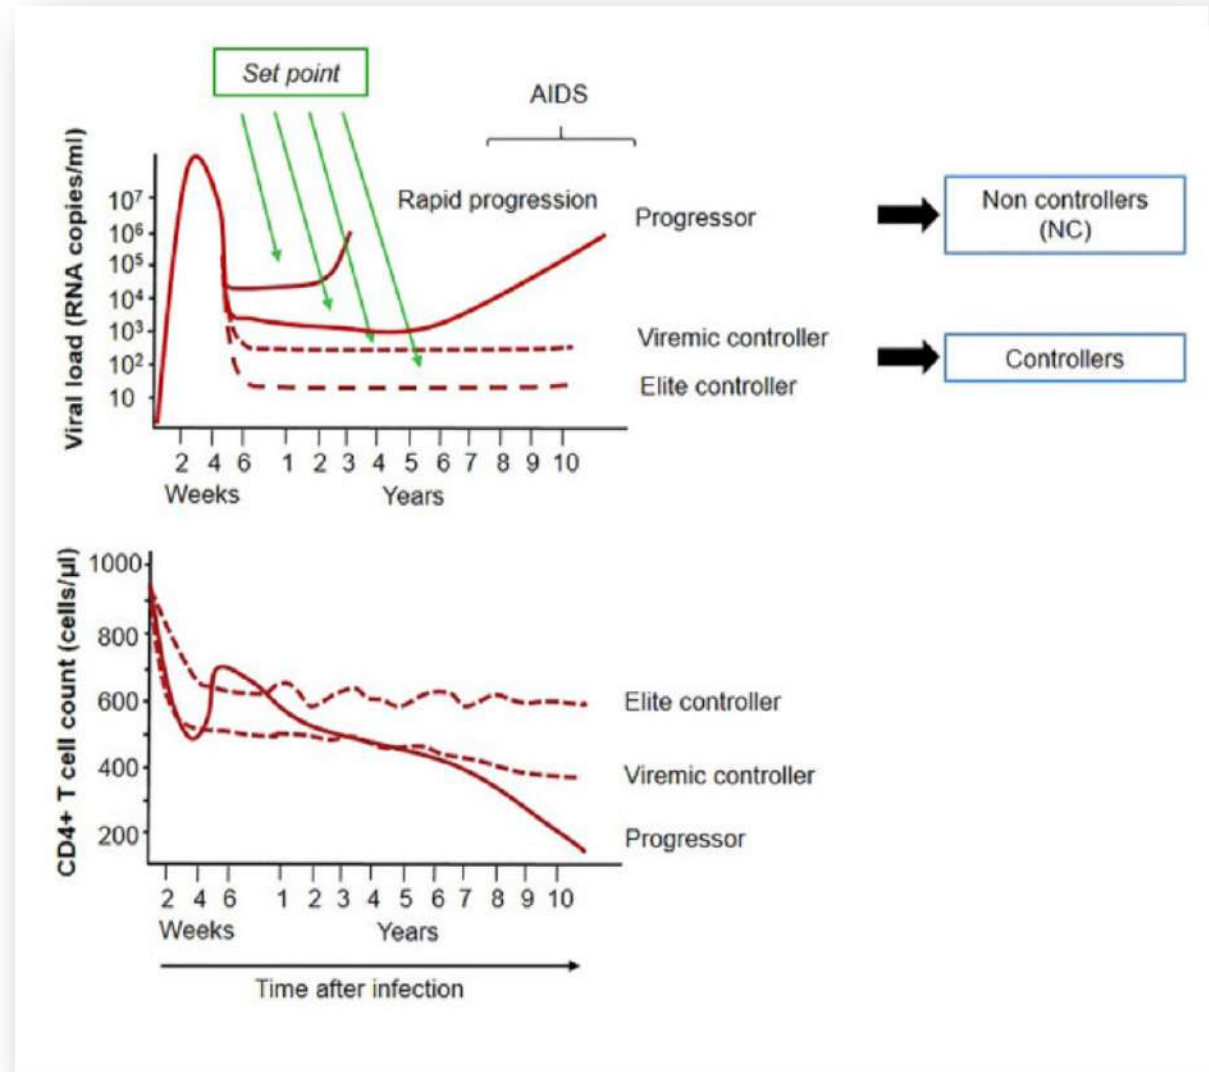 Set point
AIDS
Viral load (RNA copies/ml)
10⁷
10⁶
10⁵
10⁴
10³
10²
10
Rapid progression
Progressor
Non controllers
(NC)
Viremic controller
Elite controller
Controllers
2 4 6 1 2 3 4 5 6 7 8 9 10
Weeks Years
CD4+ T cell count (cells/µl)
1000
800
600
400
200
Elite controller
Viremic controller
Progressor
2 4 6 1 2 3 4 5 6 7 8 9 10
Weeks Years
Time after infection